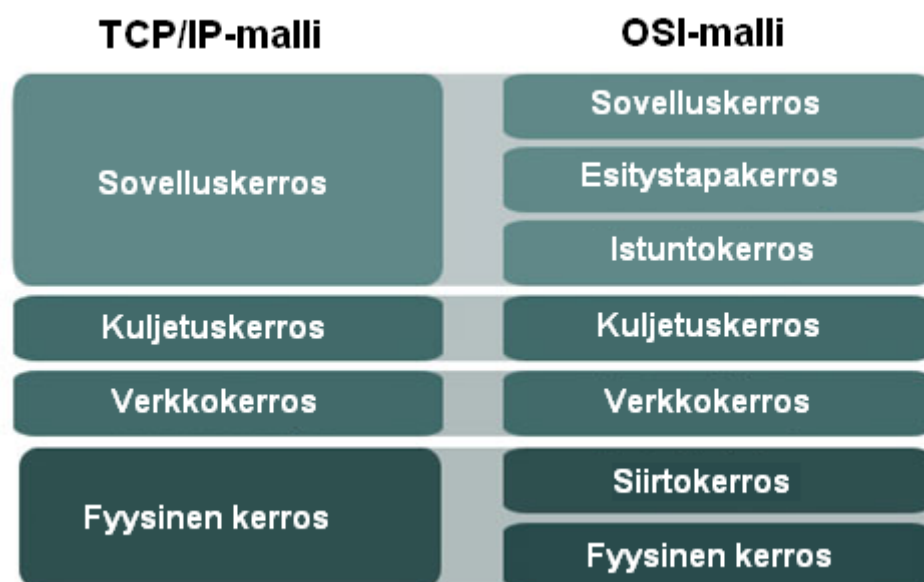 TCP/IP-malli
OSI-malli
Sovelluskerros
Sovelluskerros
Esitystapakerros
Istuntokerros
Kuljetuskerros
Kuljetuskerros
Verkkokerros
Verkkokerros
Fyysinen kerros
Siirtokerros
Fyysinen kerros